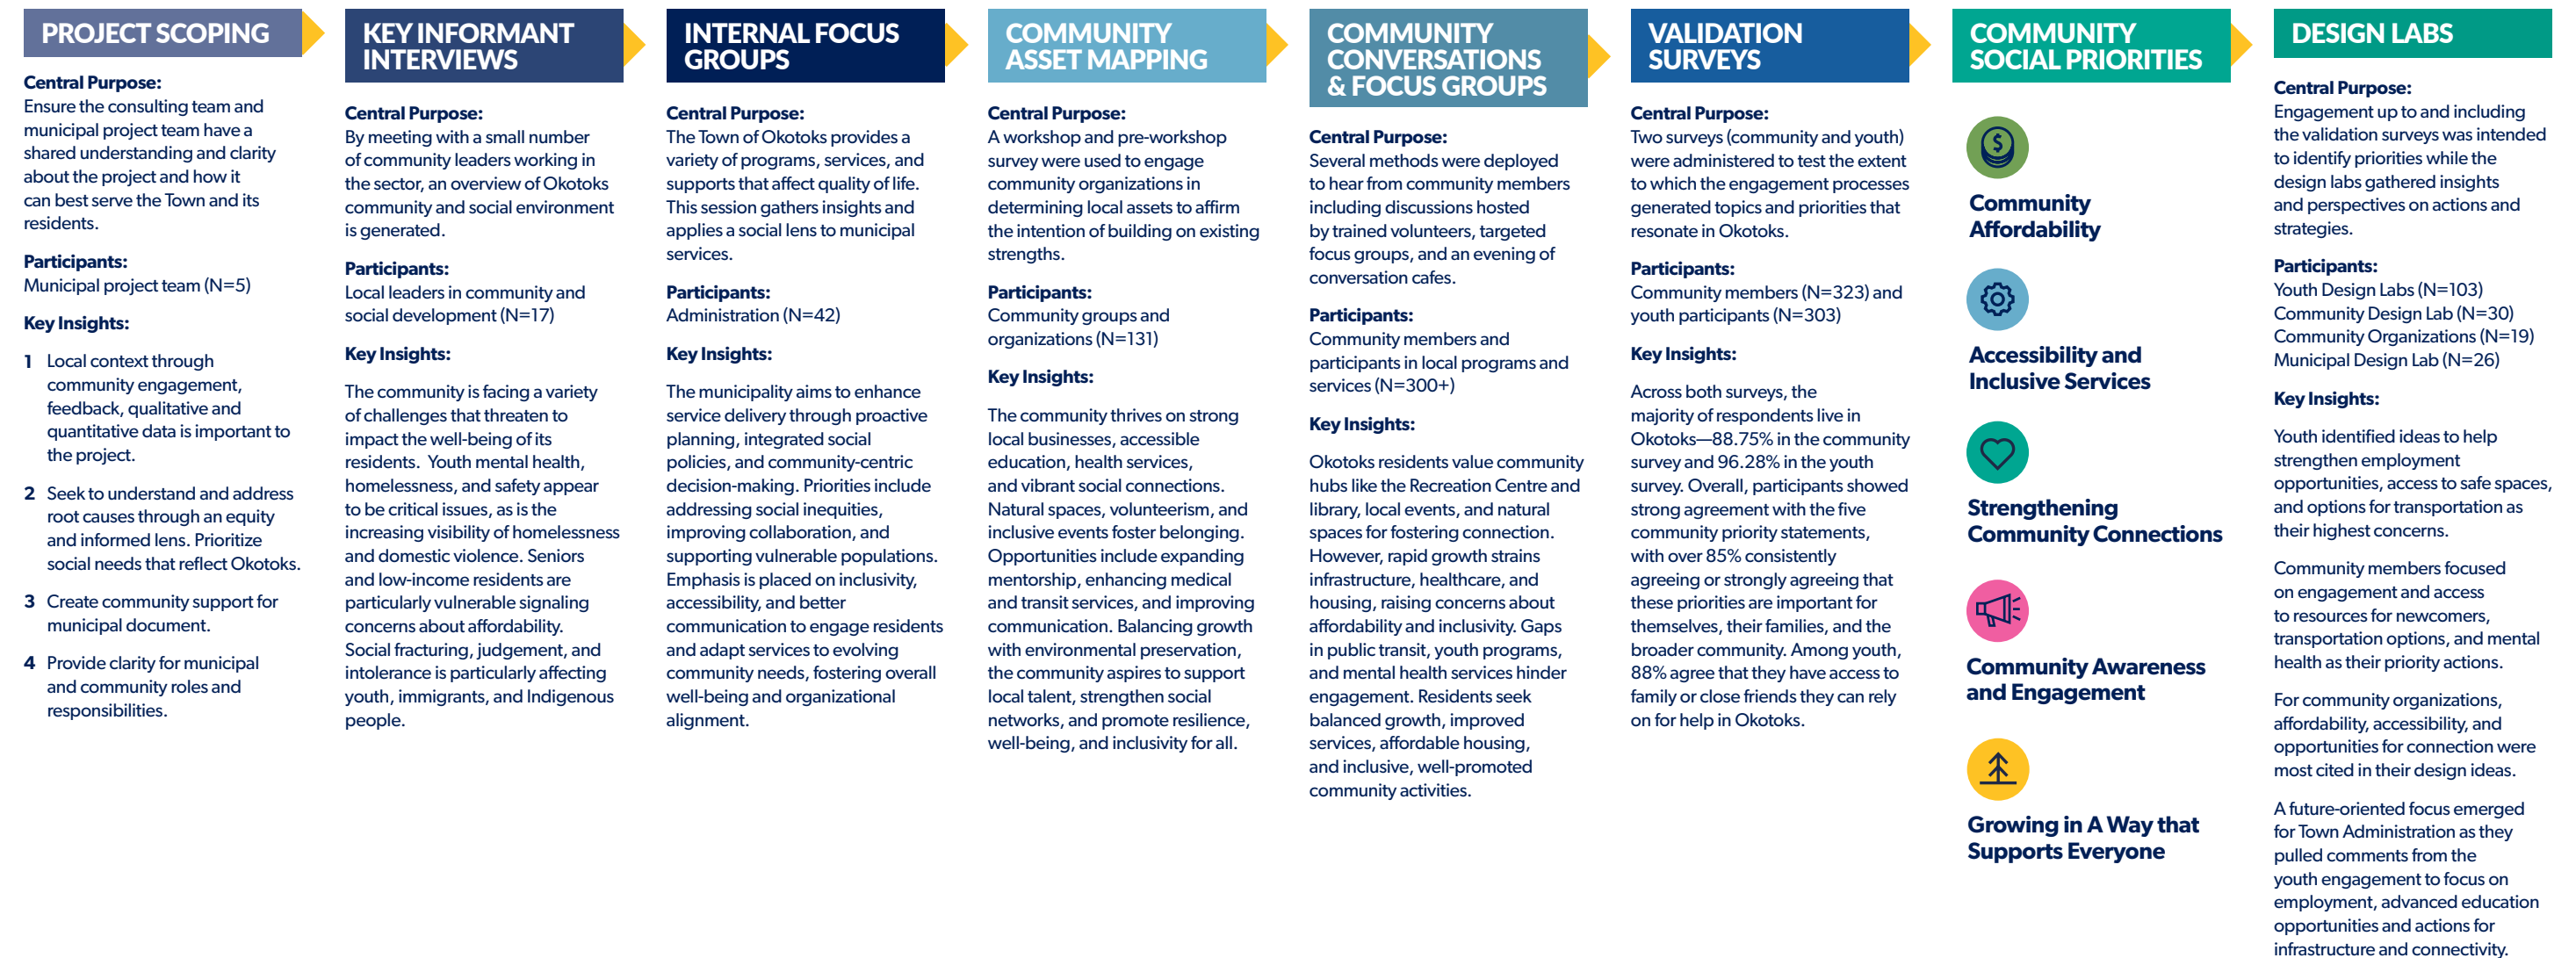 PROJECT SCOPING
Central Purpose:
Ensure the consulting team and
municipal project team have a
shared understanding and clarity
about the project and how it
can best serve the Town and its
residents.
Participants:
Municipal project team (N=5)
Key Insights:
1 Local context through
community engagement,
feedback, qualitative and
quantitative data is important to
the project.
2 Seek to understand and address
root causes through an equity
and informed lens. Prioritize
social needs that reflect Okotoks.
3 Create community support for
municipal document.
4 Provide clarity for municipal
and community roles and
responsibilities.
KEY INFORMANT
INTERVIEWS
Central Purpose:
By meeting with a small number
of community leaders working in
the sector, an overview of Okotoks
community and social environment
is generated.
Participants:
Local leaders in community and
social development (N=17)
Key Insights:
The community is facing a variety
of challenges that threaten to
impact the well-being of its
residents. Youth mental health,
homelessness, and safety appear
to be critical issues, as is the
increasing visibility of homelessness
and domestic violence. Seniors
and low-income residents are
particularly vulnerable signaling
concerns about affordability.
Social fracturing, judgement, and
intolerance is particularly affecting
youth, immigrants, and Indigenous
people.
INTERNAL FOCUS
GROUPS
Central Purpose:
The Town of Okotoks provides a
variety of programs, services, and
supports that affect quality of life.
This session gathers insights and
applies a social lens to municipal
services.
Participants:
Administration (N=42)
Key Insights:
The municipality aims to enhance
service delivery through proactive
planning, integrated social
policies, and community-centric
decision-making. Priorities include
addressing social inequities,
improving collaboration, and
supporting vulnerable populations.
Emphasis is placed on inclusivity,
accessibility, and better
communication to engage residents
and adapt services to evolving
community needs, fostering overall
well-being and organizational
alignment.
COMMUNITY
ASSET MAPPING
Central Purpose:
A workshop and pre-workshop
survey were used to engage
community organizations in
determining local assets to affirm
the intention of building on existing
strengths.
Participants:
Community groups and
organizations (N=131)
Key Insights:
The community thrives on strong
local businesses, accessible
education, health services,
and vibrant social connections.
Natural spaces, volunteerism, and
inclusive events foster belonging.
Opportunities include expanding
mentorship, enhancing medical
and transit services, and improving
communication. Balancing growth
with environmental preservation,
the community aspires to support
local talent, strengthen social
networks, and promote resilience,
well-being, and inclusivity for all.
COMMUNITY
CONVERSATIONS
& FOCUS GROUPS
Central Purpose:
Several methods were deployed
to hear from community members
including discussions hosted
by trained volunteers, targeted
focus groups, and an evening of
conversation cafes.
Participants:
Community members and
participants in local programs and
services (N=300+)
Key Insights:
Okotoks residents value community
hubs like the Recreation Centre and
library, local events, and natural
spaces for fostering connection.
However, rapid growth strains
infrastructure, healthcare, and
housing, raising concerns about
affordability and inclusivity. Gaps
in public transit, youth programs,
and mental health services hinder
engagement. Residents seek
balanced growth, improved
services, affordable housing,
and inclusive, well-promoted
community activities.
VALIDATION
SURVEYS
Central Purpose:
Two surveys (community and youth)
were administered to test the extent
to which the engagement processes
generated topics and priorities that
resonate in Okotoks.
Participants:
Community members (N=323) and
youth participants (N=303)
Key Insights:
Across both surveys, the
majority of respondents live in
Okotoks—88.75% in the community
survey and 96.28% in the youth
survey. Overall, participants showed
strong agreement with the five
community priority statements,
with over 85% consistently
agreeing or strongly agreeing that
these priorities are important for
themselves, their families, and the
broader community. Among youth,
88% agree that they have access to
family or close friends they can rely
on for help in Okotoks.
COMMUNITY
SOCIAL PRIORITIES
$
Community
Affordability
Accessibility and
Inclusive Services
Strengthening
Community Connections
Community Awareness
and Engagement
Growing in A Way that
Supports Everyone
DESIGN LABS
Central Purpose:
Engagement up to and including
the validation surveys was intended
to identify priorities while the
design labs gathered insights
and perspectives on actions and
strategies.
Participants:
Youth Design Labs (N=103)
Community Design Lab (N=30)
Community Organizations (N=19)
Municipal Design Lab (N=26)
Key Insights:
Youth identified ideas to help
strengthen employment
opportunities, access to safe spaces,
and options for transportation as
their highest concerns.
Community members focused
on engagement and access
to resources for newcomers,
transportation options, and mental
health as their priority actions.
For community organizations,
affordability, accessibility, and
opportunities for connection were
most cited in their design ideas.
A future-oriented focus emerged
for Town Administration as they
pulled comments from the
youth engagement to focus on
employment, advanced education
opportunities and actions for
infrastructure and connectivity.